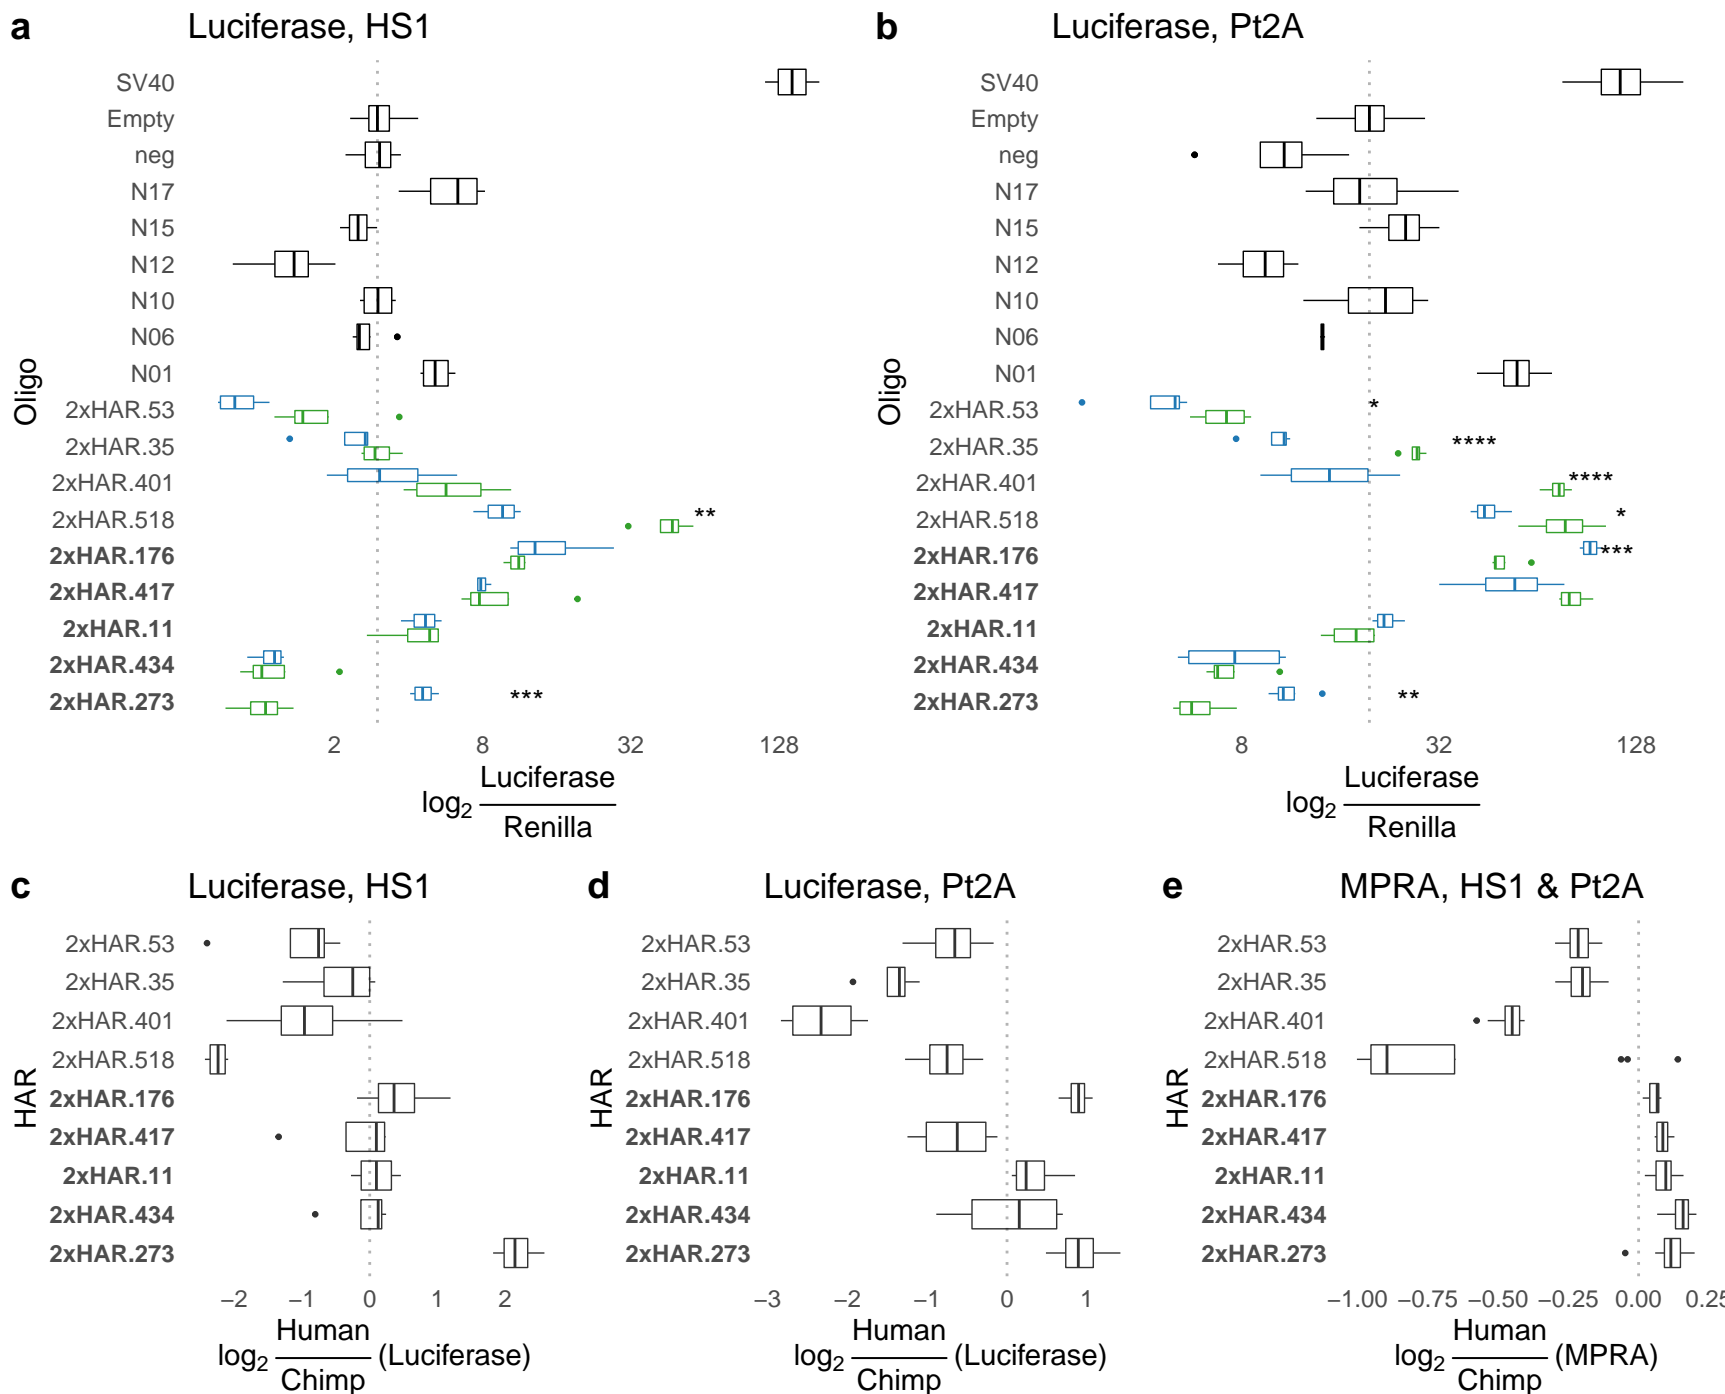 a
Luciferase, HS1
SV40
Empty
neg
N17
N15
N12
N10
N06
N01
2xHAR.53
2xHAR.35
2xHAR.401
2xHAR.518
**
2xHAR.176
2xHAR.417
2xHAR.11
2xHAR.434
2xHAR.273
***
Oligo
2 8 32 128
log2 Luciferase
Renilla
b
Luciferase, Pt2A
SV40
Empty
neg
N17
N15
N12
N10
N06
N01
2xHAR.53
*
2xHAR.35
****
2xHAR.401
****
2xHAR.518
*
2xHAR.176
***
2xHAR.417
2xHAR.11
2xHAR.434
2xHAR.273
**
Oligo
8 32 128
log2 Luciferase
Renilla
c
Luciferase, HS1
2xHAR.53
2xHAR.35
2xHAR.401
2xHAR.518
2xHAR.176
2xHAR.417
2xHAR.11
2xHAR.434
2xHAR.273
HAR
−2 −1 0 1 2
Human
log2 (Luciferase)
Chimp
d
Luciferase, Pt2A
2xHAR.53
2xHAR.35
2xHAR.401
2xHAR.518
2xHAR.176
2xHAR.417
2xHAR.11
2xHAR.434
2xHAR.273
HAR
−3 −2 −1 0 1
Human
log2 (Luciferase)
Chimp
e
MPRA, HS1 & Pt2A
2xHAR.53
2xHAR.35
2xHAR.401
2xHAR.518
2xHAR.176
2xHAR.417
2xHAR.11
2xHAR.434
2xHAR.273
HAR
−1.00 −0.75 −0.50 −0.25 0.00 0.25
Human
log2 (MPRA)
Chimp